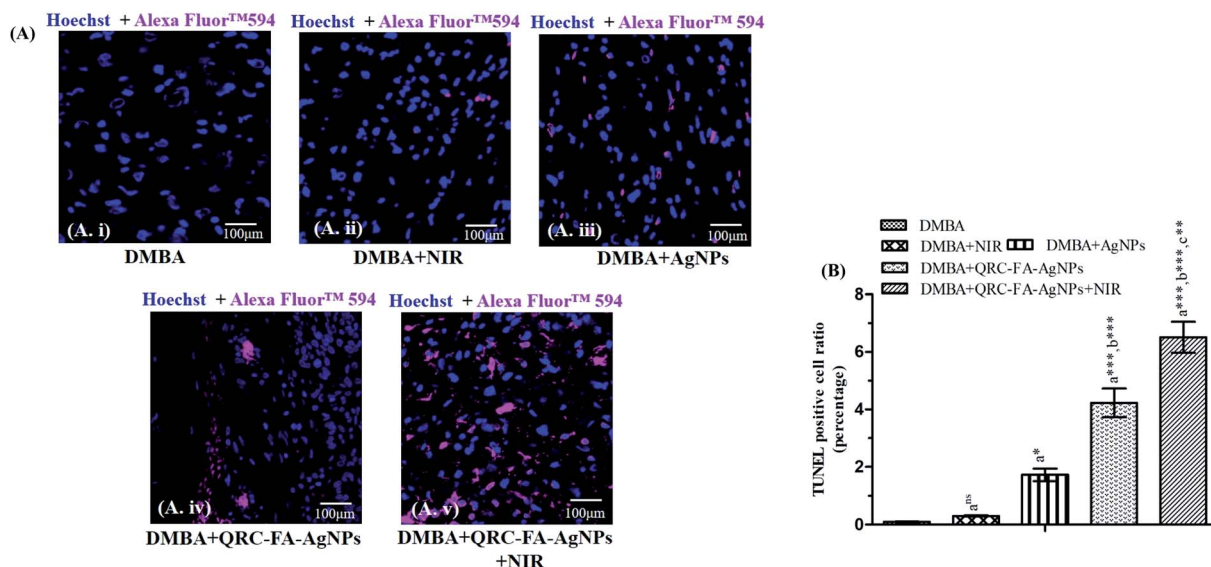 (A)
Hoechst + Alexa Fluor™594
(A. i)
100μm
DMBA
Hoechst + Alexa Fluor™594
(A. ii)
100μm
DMBA+NIR
Hoechst + Alexa Fluor™594
(A. iii)
100μm
DMBA+AgNPs
Hoechst + Alexa Fluor™ 594
(A. iv)
100μm
DMBA+QRC-FA-AgNPs
Hoechst + Alexa Fluor™ 594
(A. v)
100μm
DMBA+QRC-FA-AgNPs
+NIR
(B)
DMBA
DMBA+NIR
DMBA+AgNPs
DMBA+QRC-FA-AgNPs
DMBA+QRC-FA-AgNPs+NIR
TUNEL positive cell ratio
(percentage)
8
6
4
2
0
a^ns
a*
a***,b***
a***,b***,c**